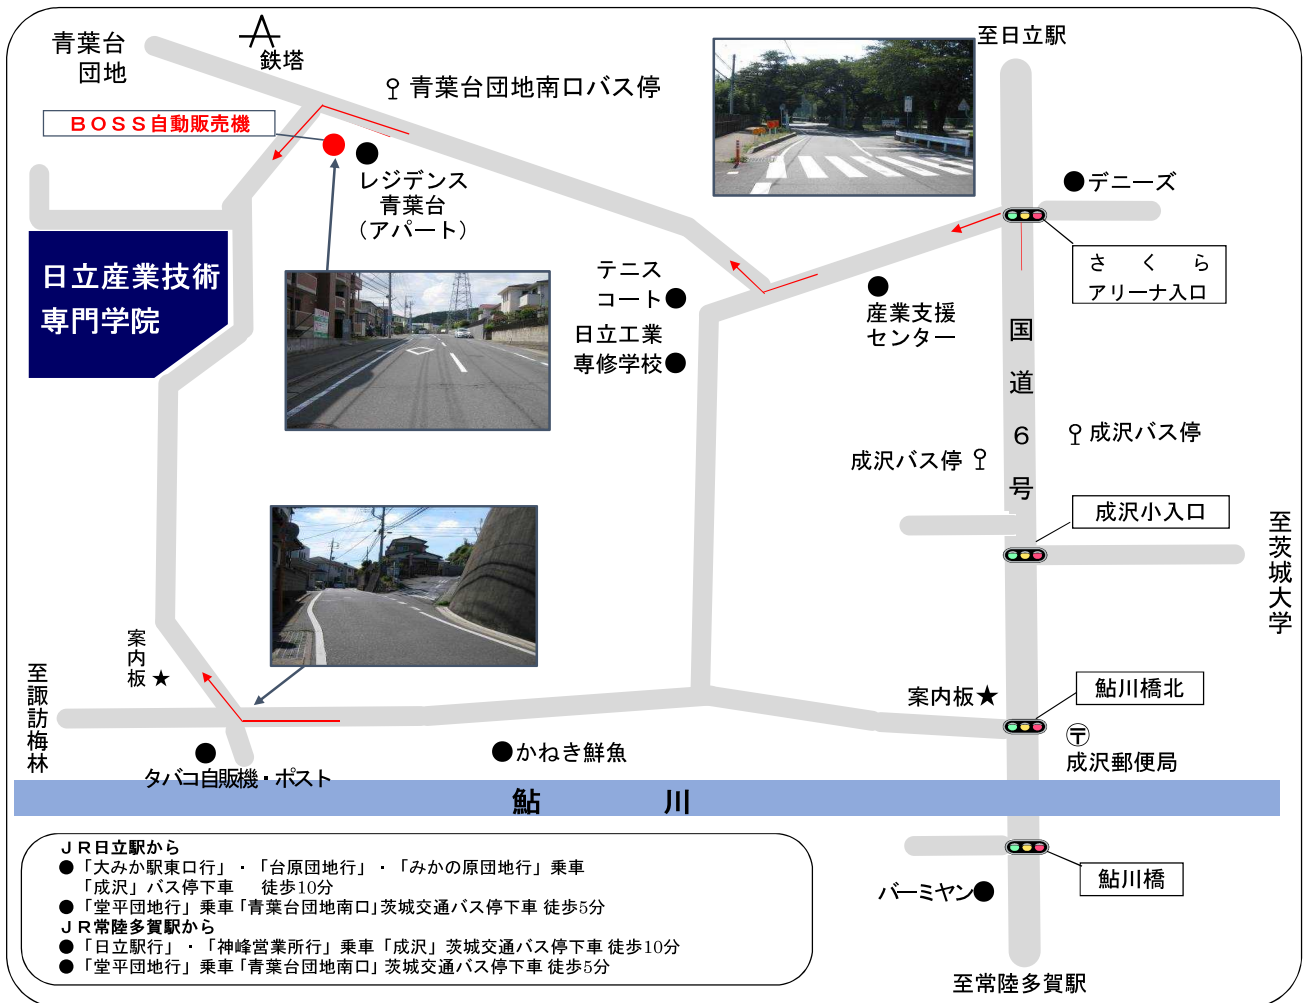 青葉台
団地
鉄塔
青葉台団地南口バス停
至日立駅
ＢＯＳＳ自動販売機
レジデンス
青葉台
（アパート）
デニーズ
さくら
アリーナ入口
日立産業技術
専門学院
テニス
コート
日立工業
専修学校
産業支援
センター
国道６号
成沢バス停
成沢バス停
成沢小入口
至茨城大学
案内板★
至諏訪梅林
案内板★
鮎川橋北
〒
成沢郵便局
かねき鮮魚
タバコ自販機・ポスト
鮎川
ＪＲ日立駅から
●「大みか駅東口行」・「台原団地行」・「みかの原団地行」乗車
「成沢」バス停下車　徒歩10分
●「堂平団地行」乗車「青葉台団地南口」茨城交通バス停下車 徒歩5分
ＪＲ常陸多賀駅から
●「日立駅行」・「神峰営業所行」乗車「成沢」茨城交通バス停下車 徒歩10分
●「堂平団地行」乗車「青葉台団地南口」茨城交通バス停下車 徒歩5分
鮎川橋
バーミヤン
至常陸多賀駅